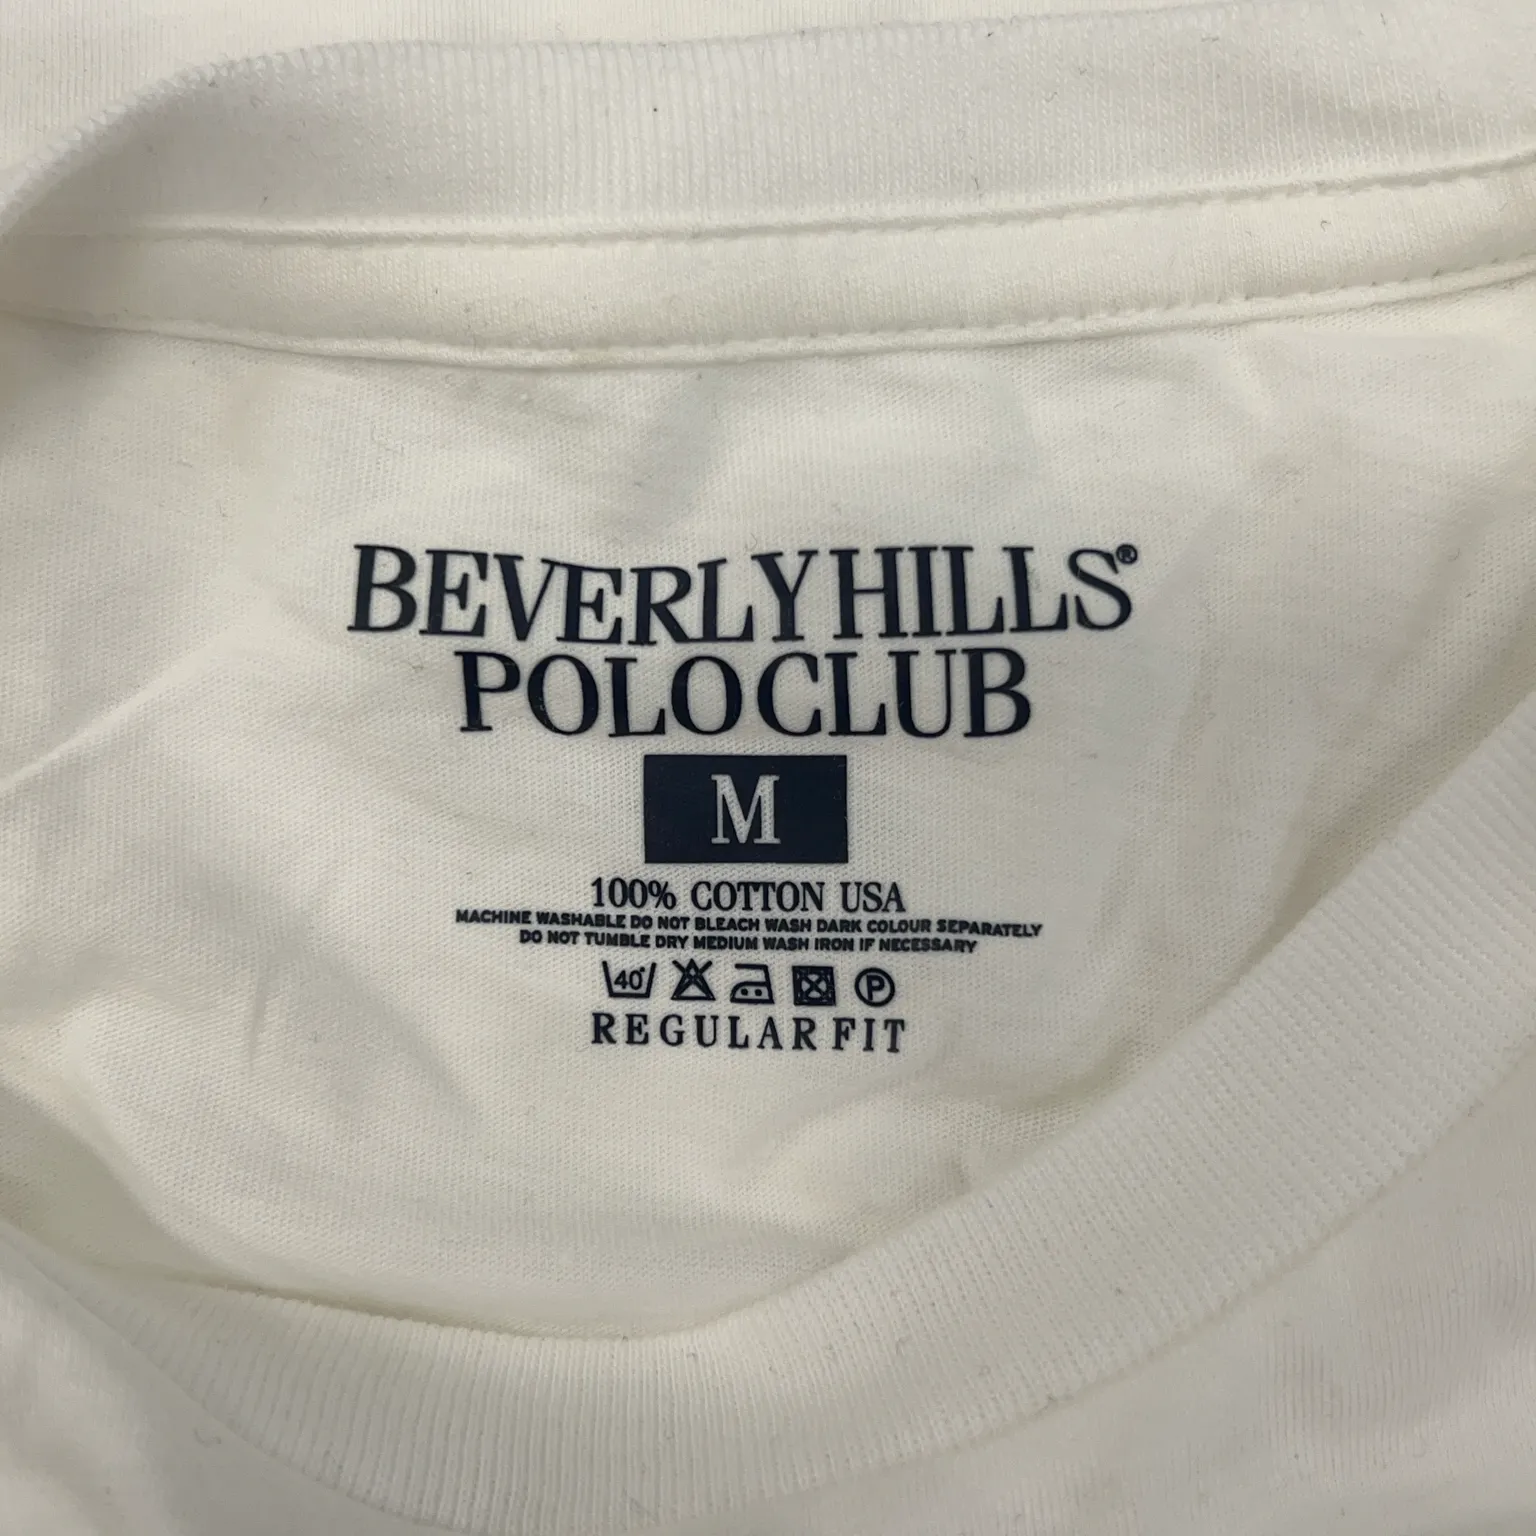 BEVERLY HILLS®
POLO CLUB
M
100% COTTON USA
MACHINE WASHABLE DO NOT BLEACH WASH DARK COLOUR SEPARATELY
DO NOT TUMBLE DRY MEDIUM WASH IRON IF NECESSARY
40° P
REGULAR FIT